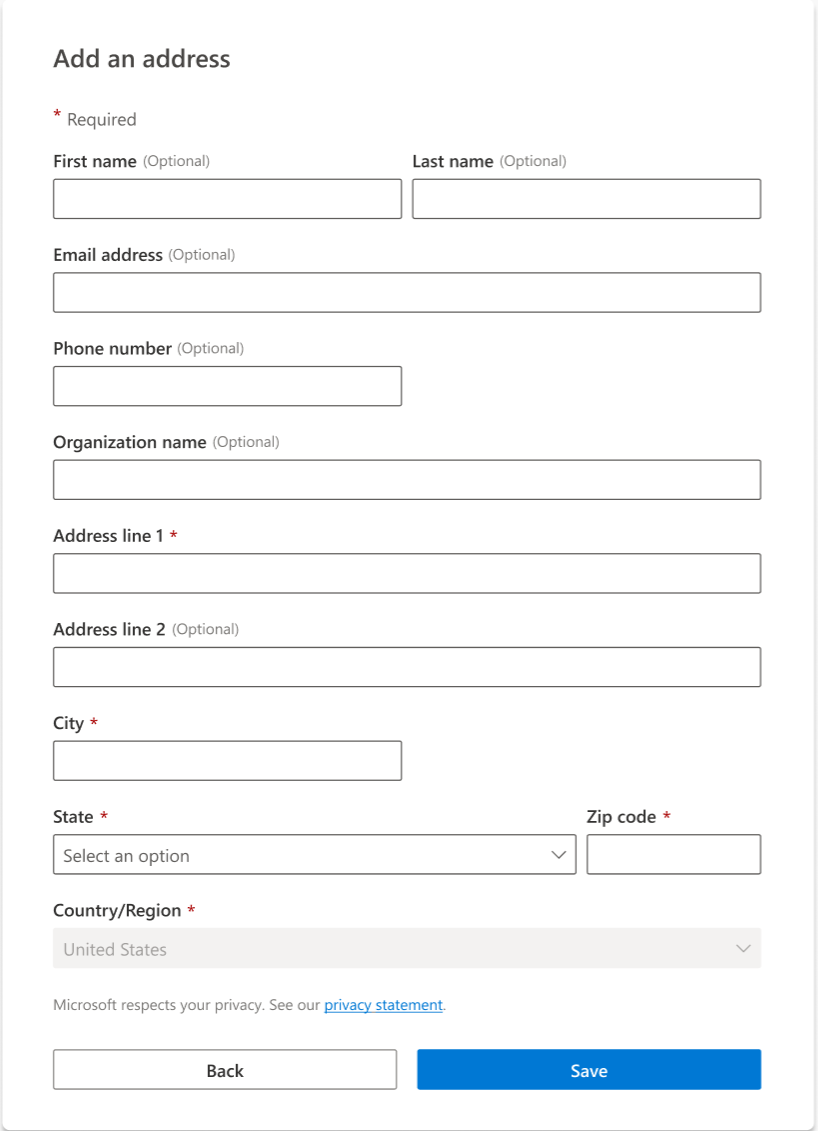 Add an address
* Required
First name (Optional) Last name (Optional)
Email address (Optional)
Phone number (Optional)
Organization name (Optional)
Address line 1 *
Address line 2 (Optional)
City *
State * Zip code *
Select an option
Country/Region *
United States
Microsoft respects your privacy. See our privacy statement.
Back Save